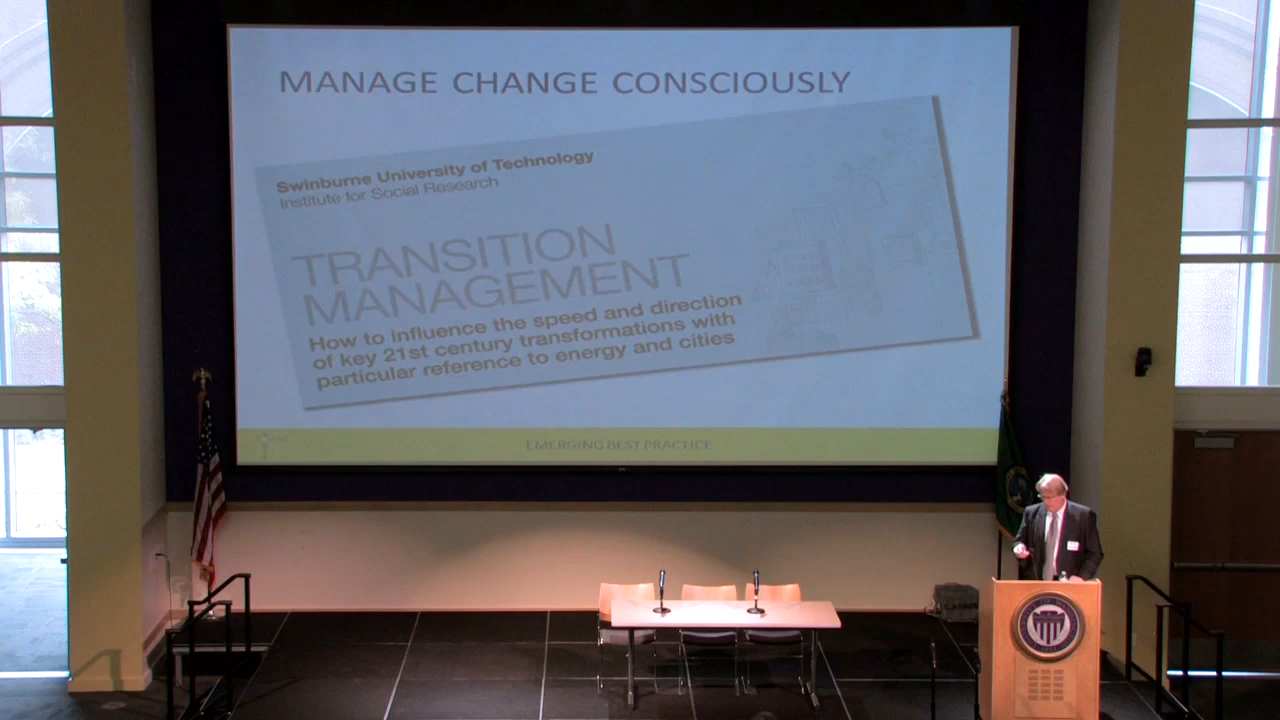 MANAGE CHANGE CONSCIOUSLY
Swinburne University of Technology
Institute for Social Research
TRANSITION
MANAGEMENT
How to influence the speed and direction
of key 21st century transformations with
particular reference to energy and cities
EMERGING BEST PRACTICE